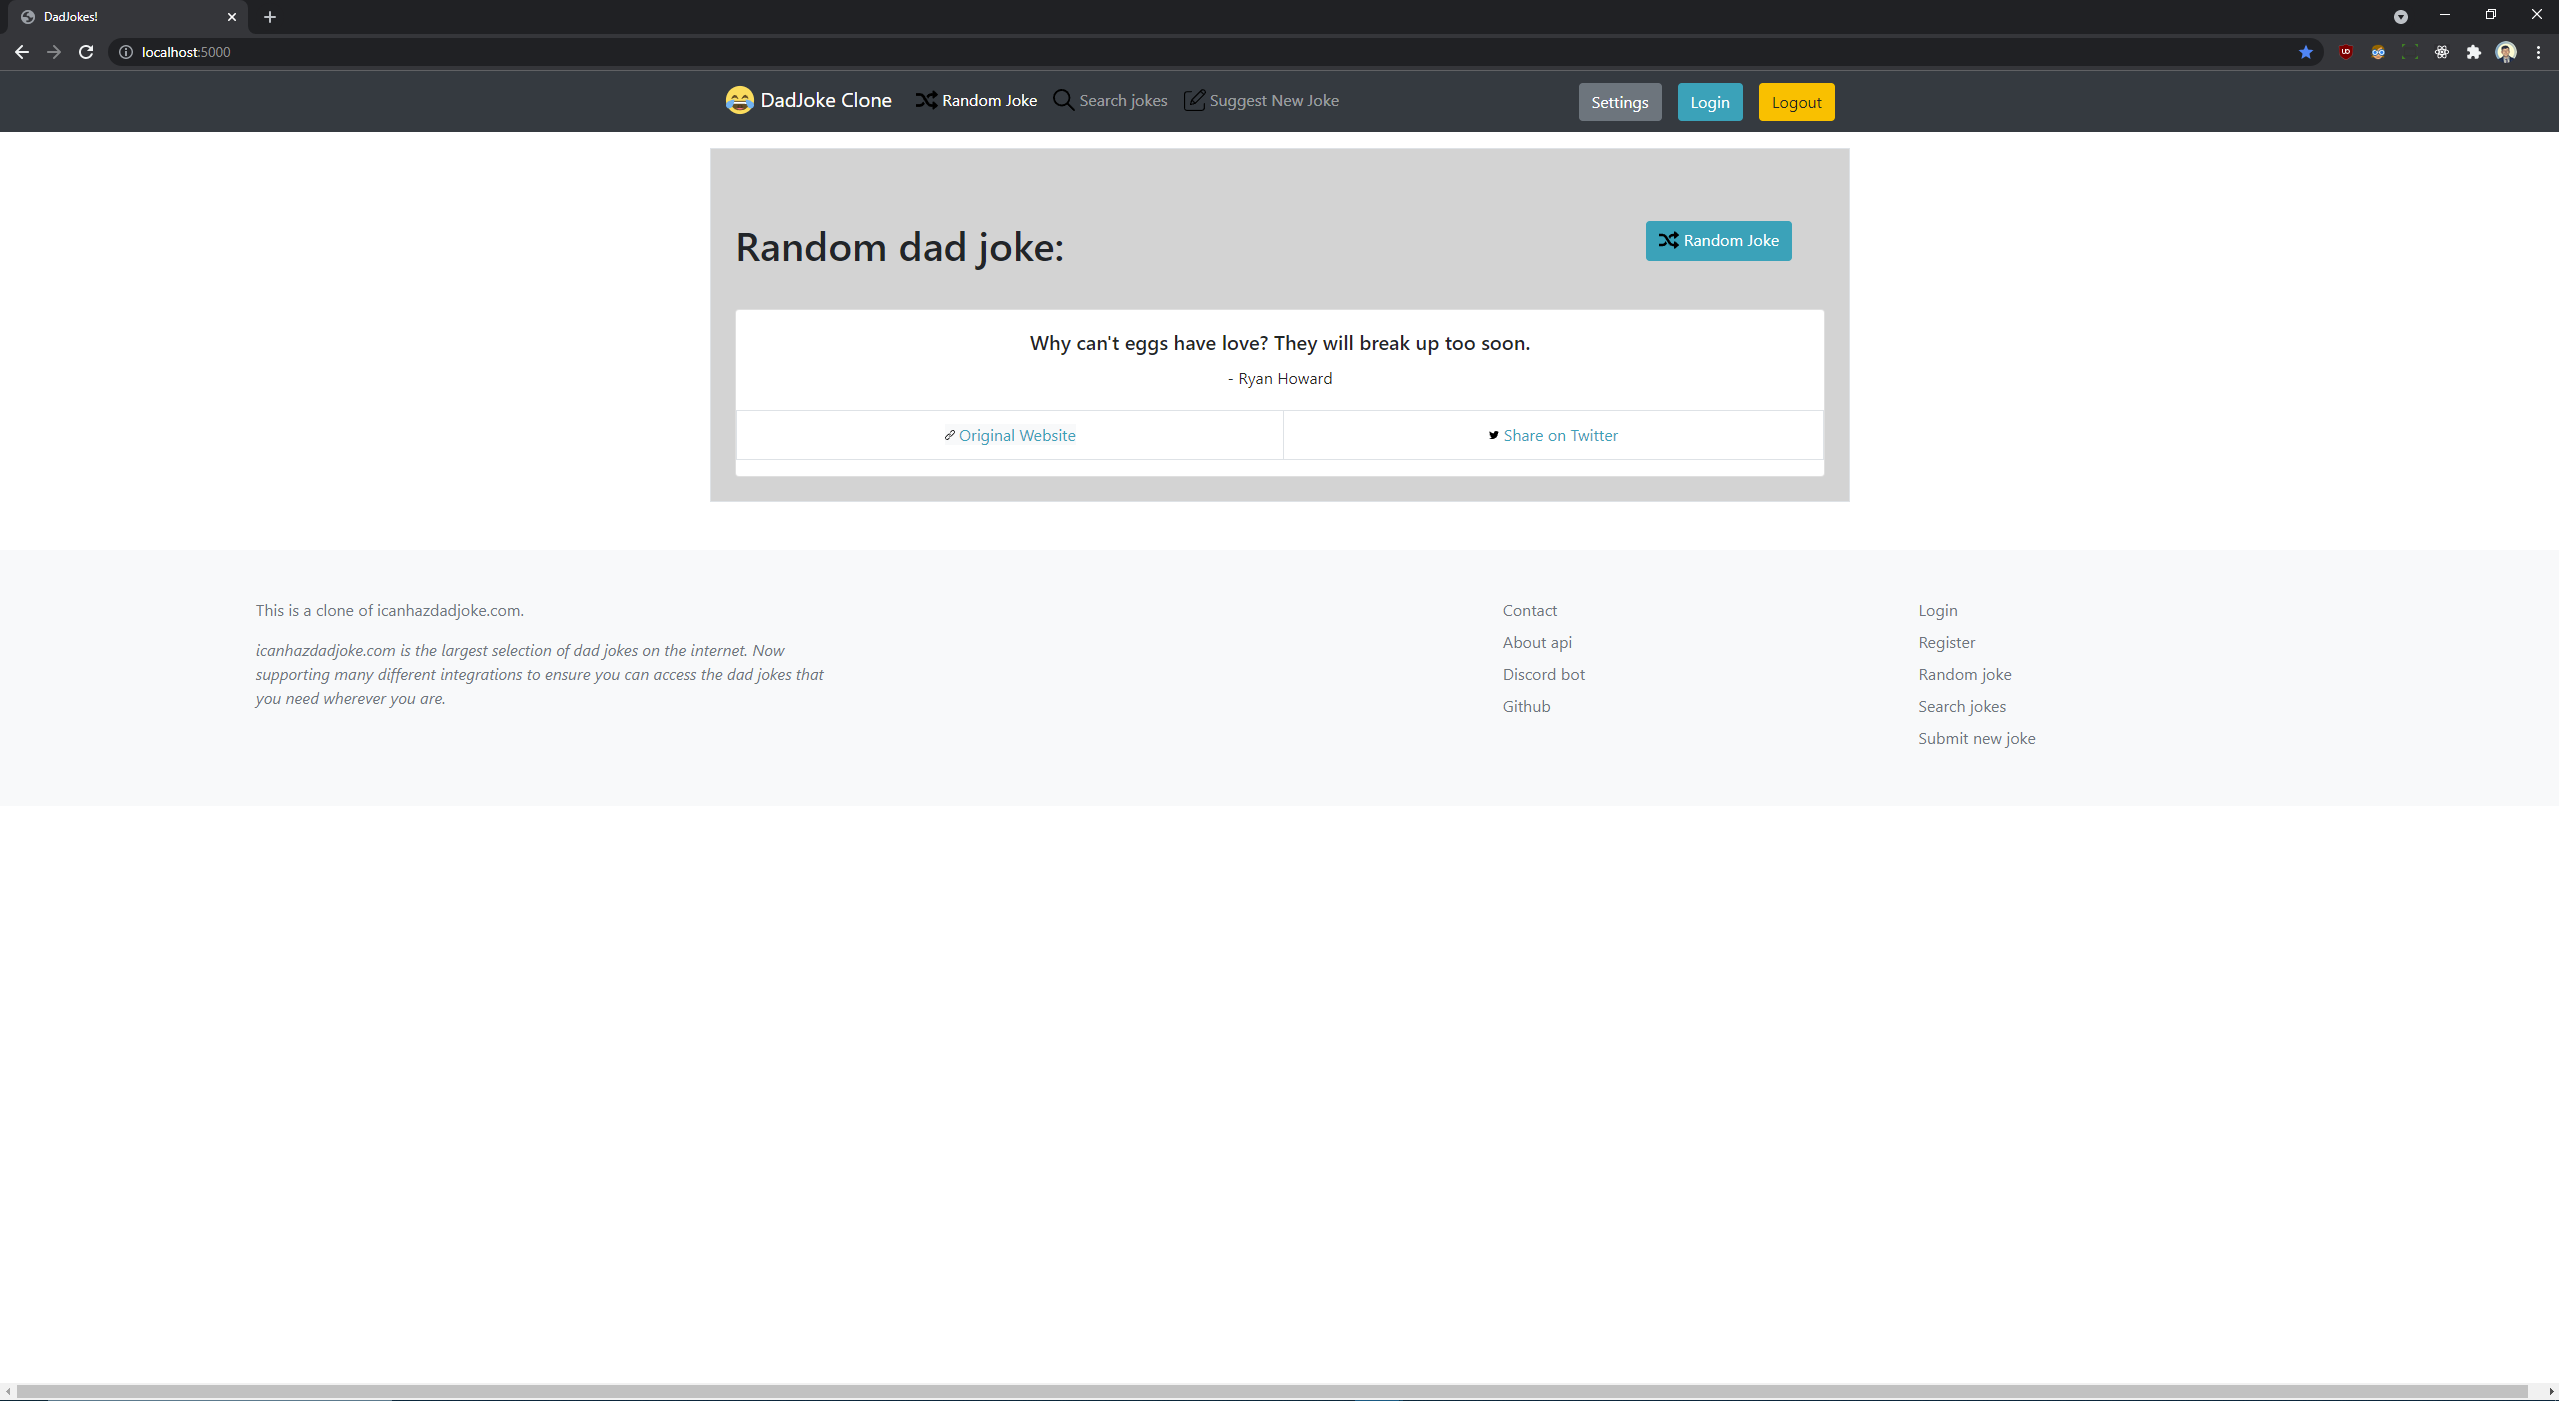 DadJokes!
localhost:5000
DadJoke Clone Random Joke Search jokes Suggest New Joke Settings Login Logout
Random dad joke:
Random Joke
Why can't eggs have love? They will break up too soon.
- Ryan Howard
Original Website
Share on Twitter
This is a clone of icanhazdadjoke.com.
icanhazdadjoke.com is the largest selection of dad jokes on the internet. Now
supporting many different integrations to ensure you can access the dad jokes that
you need wherever you are.
Contact
About api
Discord bot
Github
Login
Register
Random joke
Search jokes
Submit new joke